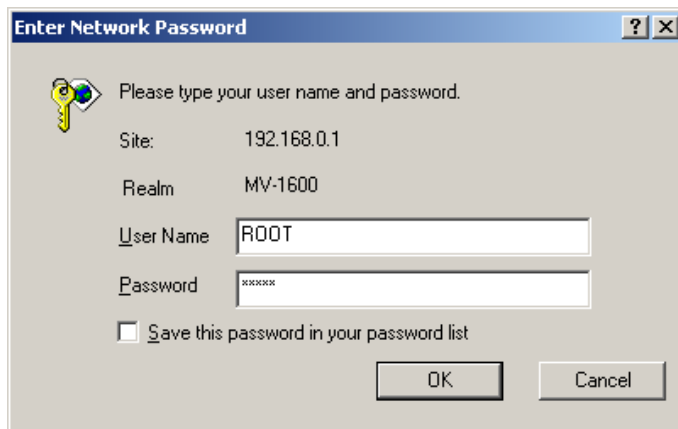 Enter Network Password
Please type your user name and password.
Site: 192.168.0.1
Realm MV-1600
User Name ROOT
Password *****
Save this password in your password list
OK Cancel